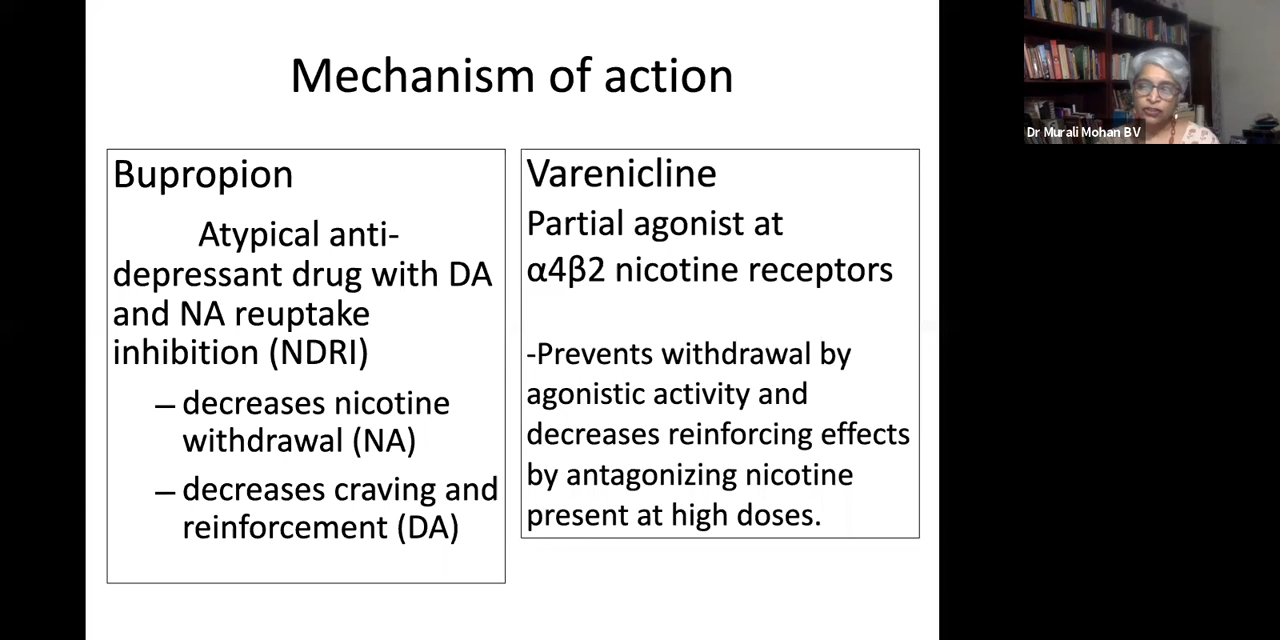 Mechanism of action
Bupropion
Atypical anti-
depressant drug with DA
and NA reuptake
inhibition (NDRI)
– decreases nicotine
withdrawal (NA)
– decreases craving and
reinforcement (DA)
Varenicline
Partial agonist at
α4β2 nicotine receptors
-Prevents withdrawal by
agonistic activity and
decreases reinforcing effects
by antagonizing nicotine
present at high doses.
Dr Murali Mohan BV